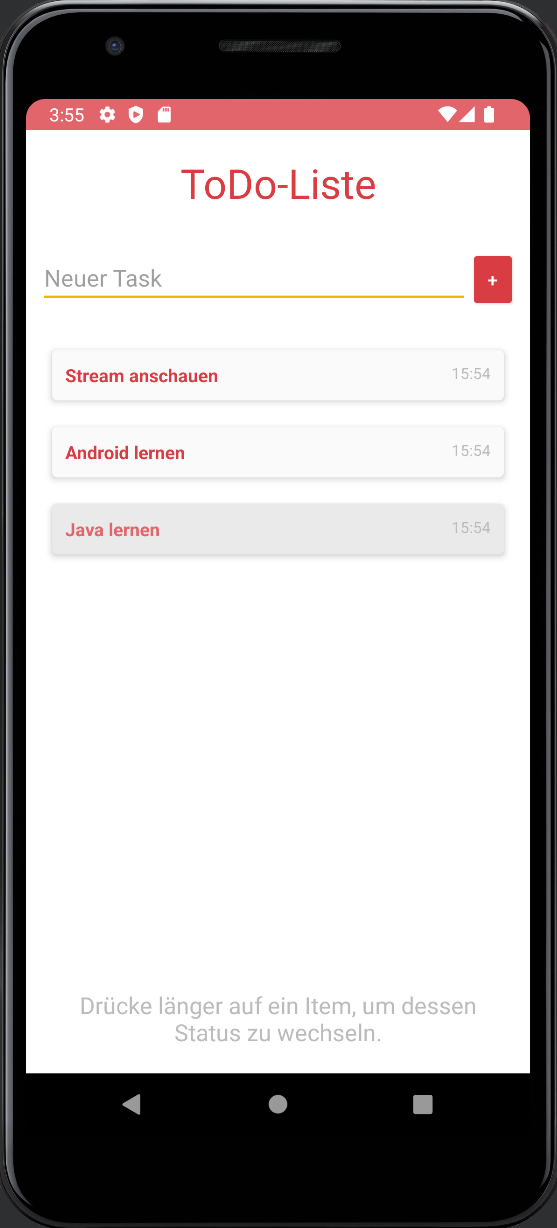 3:55
ToDo-Liste
Neuer Task
+
Stream anschauen 15:54
Android lernen 15:54
Java lernen 15:54
Drücke länger auf ein Item, um dessen
Status zu wechseln.